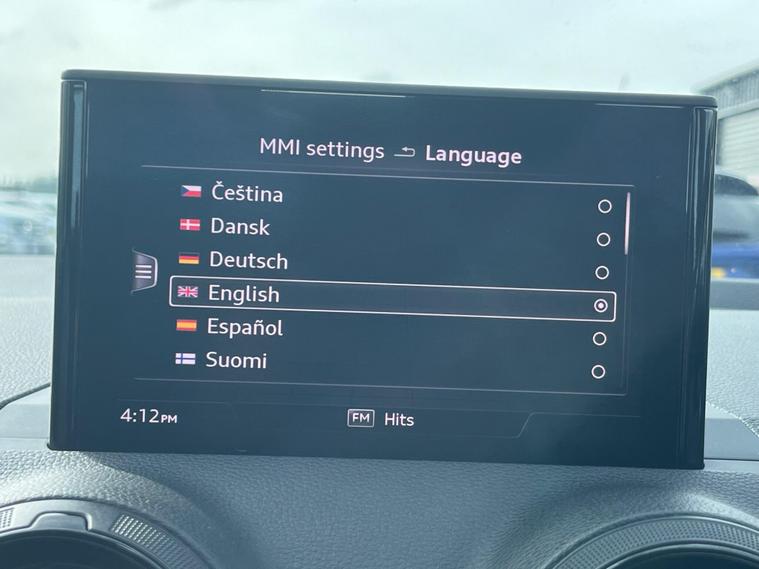 MMI settings Language
Čeština
Dansk
Deutsch
English
Español
Suomi
4:12PM FM Hits